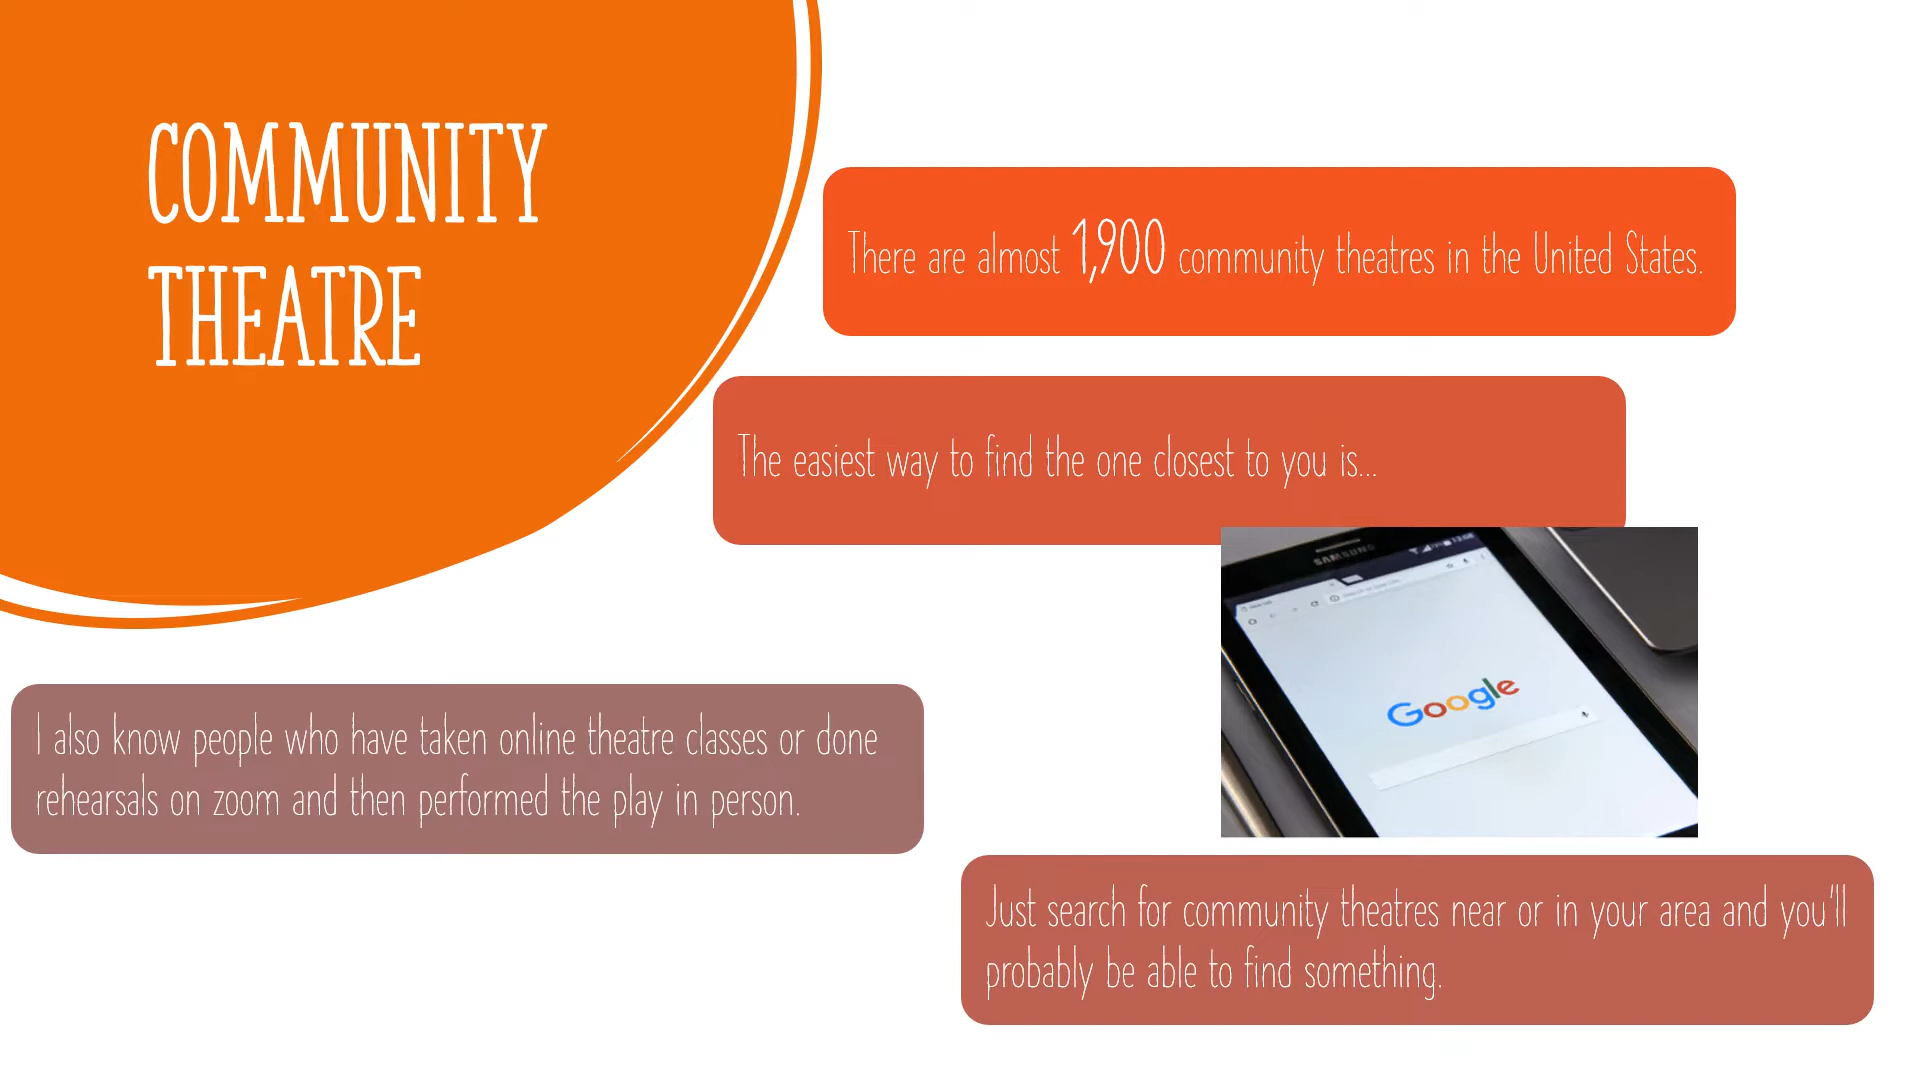 COMMUNITY
THEATRE
There are almost 1,900 community theatres in the United States.
The easiest way to find the one closest to you is...
SAMSUNG
Google
I also know people who have taken online theatre classes or done
rehearsals on zoom and then performed the play in person.
Just search for community theatres near or in your area and you'll
probably be able to find something.